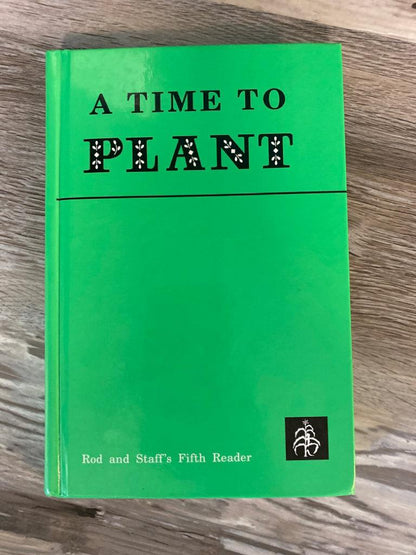 A TIME TO
PLANT
Rod and Staff's Fifth Reader